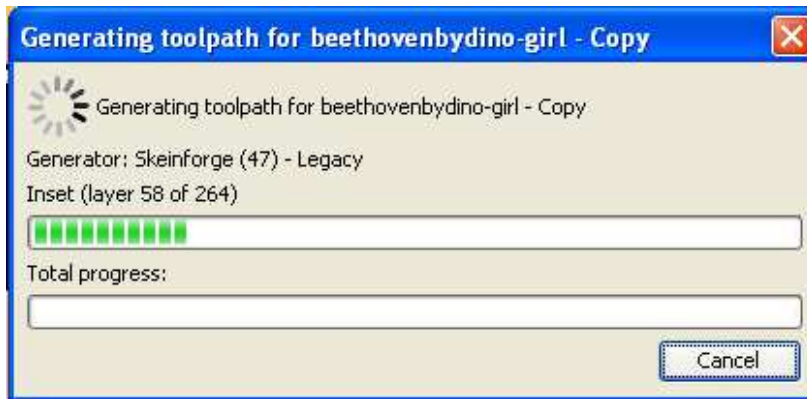 Generating toolpath for beethovenbydino-girl - Copy
Generating toolpath for beethovenbydino-girl - Copy
Generator: Skeinforge (47) - Legacy
Inset (layer 58 of 264)
Total progress:
Cancel